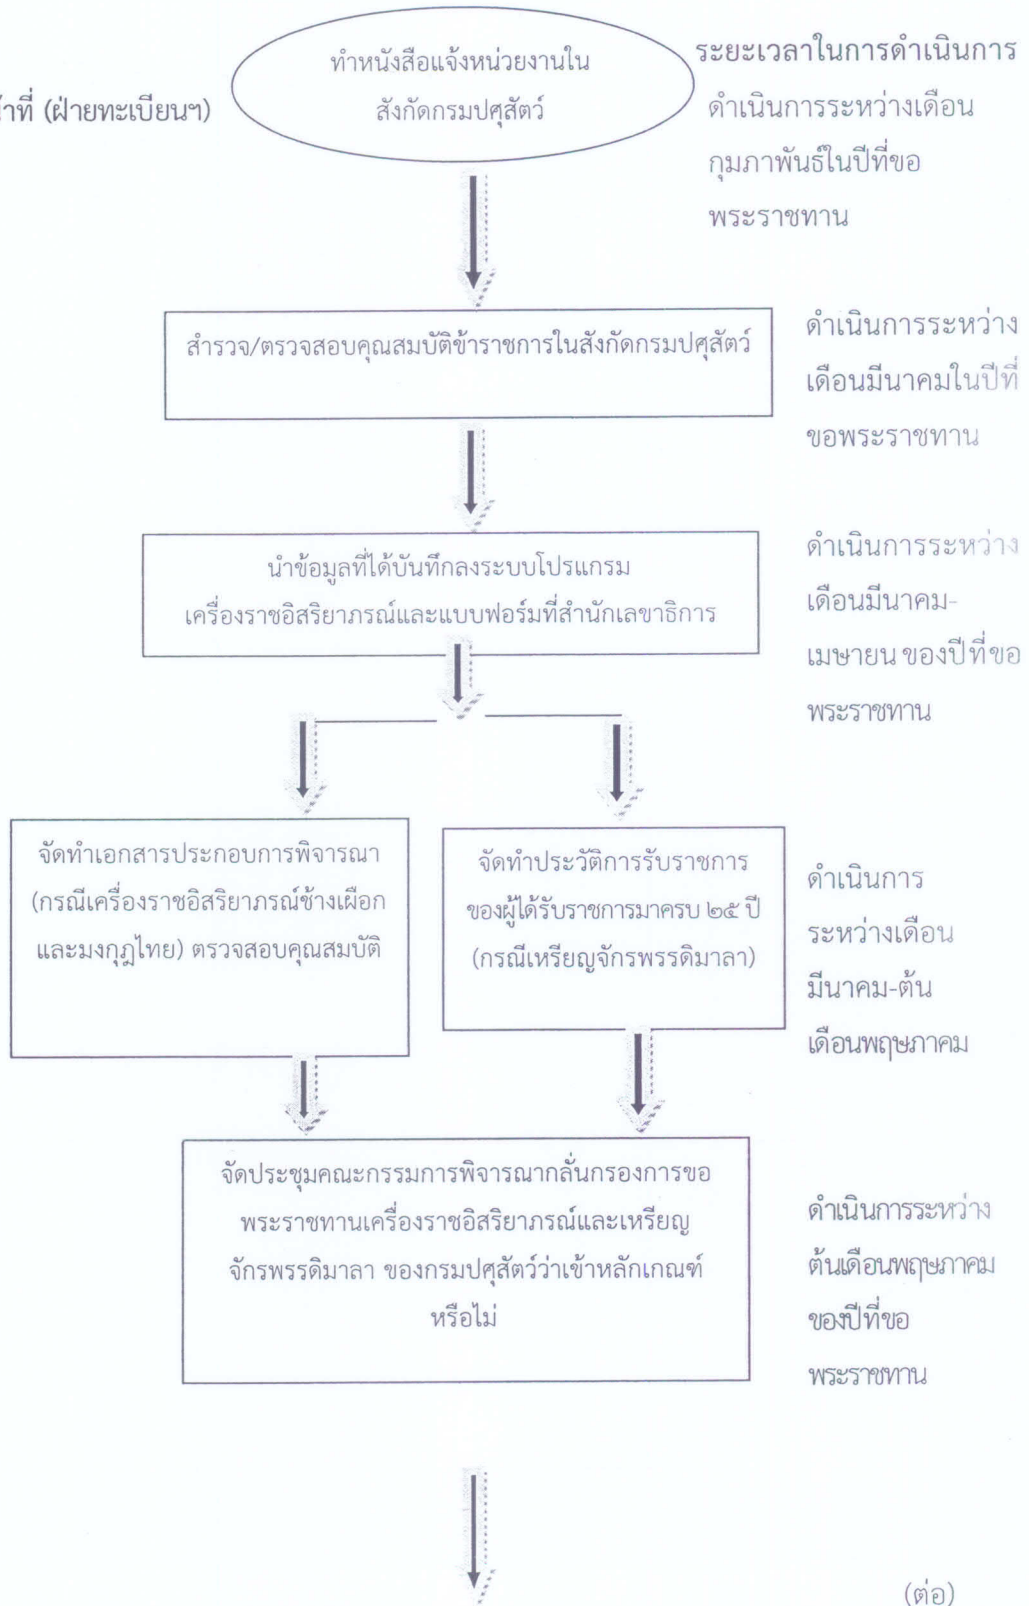 ทำหนังสือแจ้งหน่วยงานใน
สังกัดกรมปศุสัตว์
(ฝ่ายทะเบียนฯ)
ระยะเวลาในการดำเนินการ
ดำเนินการระหว่างเดือน
กุมภาพันธ์ในปีที่ขอ
พระราชทาน
สำรวจ/ตรวจสอบคุณสมบัติข้าราชการในสังกัดกรมปศุสัตว์
ดำเนินการระหว่าง
เดือนมีนาคมในปีที่
ขอพระราชทาน
นำข้อมูลที่ได้บันทึกลงระบบโปรแกรม
เครื่องราชอิสริยาภรณ์และแบบฟอร์มที่สำนักเลขาธิการ
ดำเนินการระหว่าง
เดือนมีนาคม-
เมษายน ของปีที่ขอ
พระราชทาน
จัดทำเอกสารประกอบการพิจารณา
(กรณีเครื่องราชอิสริยาภรณ์ช้างเผือก
และมงกุฎไทย) ตรวจสอบคุณสมบัติ
จัดทำประวัติการรับราชการ
ของผู้ได้รับราชการมาครบ ๒๕ ปี
(กรณีเหรียญจักรพรรดิมาลา)
ดำเนินการ
ระหว่างเดือน
มีนาคม-ต้น
เดือนพฤษภาคม
จัดประชุมคณะกรรมการพิจารณากลั่นกรองการขอ
พระราชทานเครื่องราชอิสริยาภรณ์และเหรียญ
จักรพรรดิมาลา ของกรมปศุสัตว์ว่าเข้าหลักเกณฑ์
หรือไม่
ดำเนินการระหว่าง
ต้นเดือนพฤษภาคม
ของปีที่ขอ
พระราชทาน
(ต่อ)